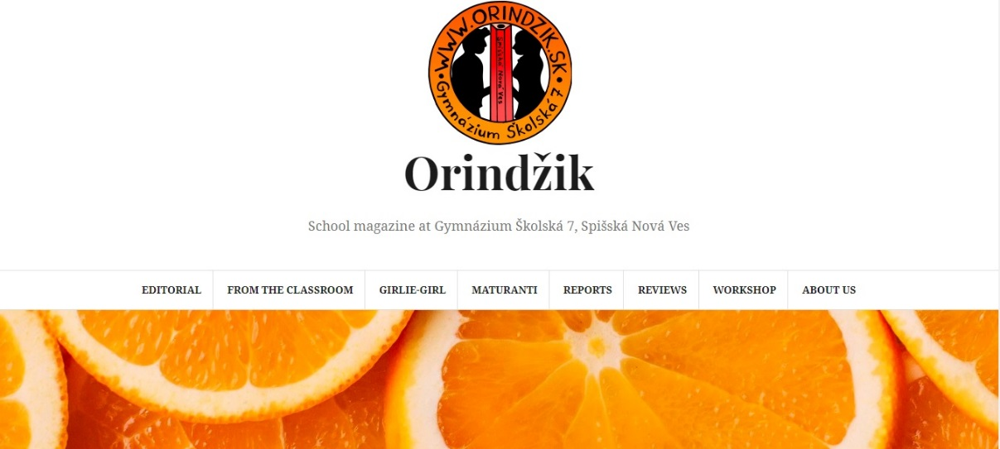 WWW.ORINDZIK.SK
Spišská Nová Ves
Gymnázium Školská 7
Orindžik
School magazine at Gymnázium Školská 7, Spišská Nová Ves
EDITORIAL
FROM THE CLASSROOM
GIRLIE-GIRL
MATURANTI
REPORTS
REVIEWS
WORKSHOP
ABOUT US